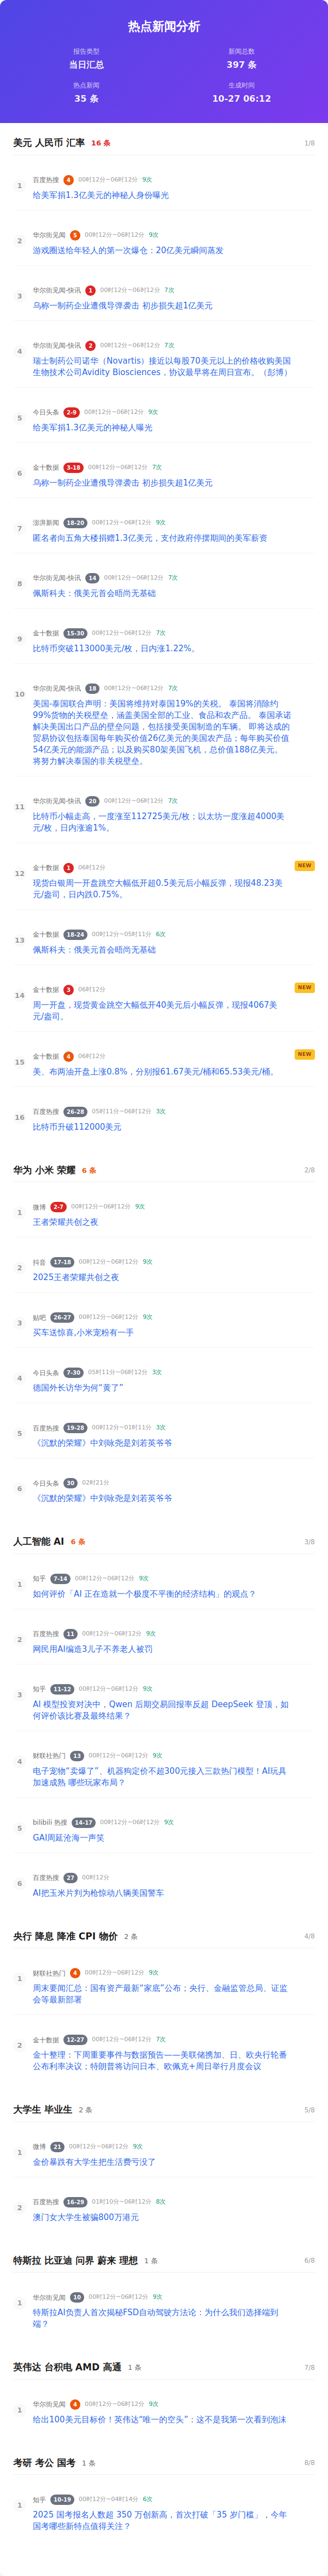 热点新闻分析
报告类型
当日汇总
新闻总数
397 条
热点新闻
35 条
生成时间
10-27 06:12
美元 人民币 汇率 16 条 1/8
1
百度热搜 4 00时12分~06时12分 9次
给美军捐1.3亿美元的神秘人身份曝光
2
华尔街见闻 5 00时12分~06时12分 9次
游戏圈送给年轻人的第一次爆仓：20亿美元瞬间蒸发
3
华尔街见闻-快讯 1 00时12分~06时12分 7次
乌称一制药企业遭俄导弹袭击 初步损失超1亿美元
4
华尔街见闻-快讯 2 00时12分~06时12分 7次
瑞士制药公司诺华（Novartis）接近以每股70美元以上的价格收购美国
生物技术公司Avidity Biosciences，协议最早将在周日宣布。（彭博）
5
今日头条 2-9 00时12分~06时12分 9次
给美军捐1.3亿美元的神秘人曝光
6
金十数据 3-18 00时12分~06时12分 7次
乌称一制药企业遭俄导弹袭击 初步损失超1亿美元
7
澎湃新闻 18-20 00时12分~06时12分 9次
匿名者向五角大楼捐赠1.3亿美元，支付政府停摆期间的美军薪资
8
华尔街见闻-快讯 14 00时12分~06时12分 7次
佩斯科夫：俄美元首会晤尚无基础
9
金十数据 15-30 00时12分~06时12分 7次
比特币突破113000美元/枚，日内涨1.22%。
10
华尔街见闻-快讯 18 00时12分~06时12分 7次
美国-泰国联合声明：美国将维持对泰国19%的关税。 泰国将消除约
99%货物的关税壁垒，涵盖美国全部的工业、食品和农产品。 泰国承诺
解决美国出口产品的壁垒问题，包括接受美国制造的车辆。 即将达成的
贸易协议包括泰国每年购买价值26亿美元的美国农产品；每年购买价值
54亿美元的能源产品；以及购买80架美国飞机，总价值188亿美元。 美国
将努力解决泰国的非关税壁垒。
11
华尔街见闻-快讯 20 00时12分~06时12分 7次
比特币小幅走高，一度涨至112725美元/枚；以太坊一度涨超4000美
元/枚，日内涨逾1%。
12
金十数据 1 06时12分 NEW
现货白银周一开盘跳空大幅低开超0.5美元后小幅反弹，现报48.23美
元/盎司，日内跌0.75%。
13
金十数据 18-24 00时12分~05时11分 6次
佩斯科夫：俄美元首会晤尚无基础
14
金十数据 3 06时12分 NEW
周一开盘，现货黄金跳空大幅低开40美元后小幅反弹，现报4067美
元/盎司。
15
金十数据 4 06时12分 NEW
美、布两油开盘上涨0.8%，分别报61.67美元/桶和65.53美元/桶。
16
百度热搜 26-28 05时11分~06时12分 3次
比特币升破112000美元
华为 小米 荣耀 6 条 2/8
1
微博 2-7 00时12分~06时12分 9次
王者荣耀共创之夜
2
抖音 17-18 00时12分~06时12分 9次
2025王者荣耀共创之夜
3
贴吧 26-27 00时12分~06时12分 9次
买车送惊喜,小米宠粉有一手
4
今日头条 7-30 05时11分~06时12分 3次
德国外长访华为何“黄了”
5
百度热搜 19-28 00时12分~01时11分 3次
《沉默的荣耀》中刘咏尧是刘若英爷爷
6
今日头条 30 02时21分
《沉默的荣耀》中刘咏尧是刘若英爷爷
人工智能 AI 6 条 3/8
1
知乎 7-14 00时12分~06时12分 9次
如何评价「AI 正在造就一个极度不平衡的经济结构」的观点？
2
百度热搜 11 00时12分~06时12分 9次
网民用AI编造3儿子不养老人被罚
3
知乎 11-12 00时12分~06时12分 9次
AI 模型投资对决中，Qwen 后期交易回报率反超 DeepSeek 登顶，如
何评价该比赛及最终结果？
4
财联社热门 13 00时12分~06时12分 9次
电子宠物“卖爆了”、机器狗定价不超300元接入三款热门模型！AI玩具
加速成熟 哪些玩家布局？
5
bilibili 热搜 14-17 00时12分~06时12分 9次
GAI周延沧海一声笑
6
百度热搜 27 00时12分
AI把玉米片判为枪惊动八辆美国警车
央行 降息 降准 CPI 物价 2 条 4/8
1
财联社热门 4 00时12分~06时12分 9次
周末要闻汇总：国有资产最新“家底”公布；央行、金融监管总局、证监
会等最新部署
2
金十数据 12-27 00时12分~06时12分 7次
金十整理：下周重要事件与数据预告——美联储携加、日、欧央行轮番
公布利率决议；特朗普将访问日本、欧佩克+周日举行月度会议
大学生 毕业生 2 条 5/8
1
微博 21 00时12分~06时12分 9次
金价暴跌有大学生把生活费亏没了
2
百度热搜 16-29 01时10分~06时12分 8次
澳门女大学生被骗800万港元
特斯拉 比亚迪 问界 蔚来 理想 1 条 6/8
1
华尔街见闻 10 00时12分~06时12分 9次
特斯拉AI负责人首次揭秘FSD自动驾驶方法论：为什么我们选择端到
端？
英伟达 台积电 AMD 高通 1 条 7/8
1
华尔街见闻 4 00时12分~06时12分 9次
给出100美元目标价！英伟达“唯一的空头”：这不是我第一次看到泡沫
考研 考公 国考 1 条 8/8
1
知乎 10-19 00时12分~04时14分 6次
2025 国考报名人数超 350 万创新高，首次打破「35 岁门槛」，今年
国考哪些新特点值得关注？